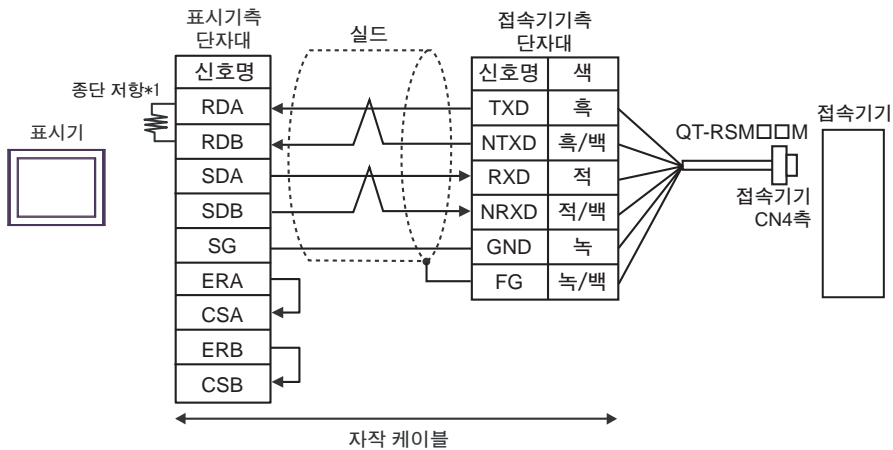 표시기측
단자대
실드
접속기기측
단자대
신호명
신호명 색
종단 저항*1
RDA
TXD 흑
RDB
NTXD 흑/백
SDA
RXD 적
SDB
NRXD 적/백
SG
GND 녹
ERA
FG 녹/백
CSA
ERB
CSB
표시기
QT-RSM□□M
접속기기
접속기기
CN4측
자작 케이블